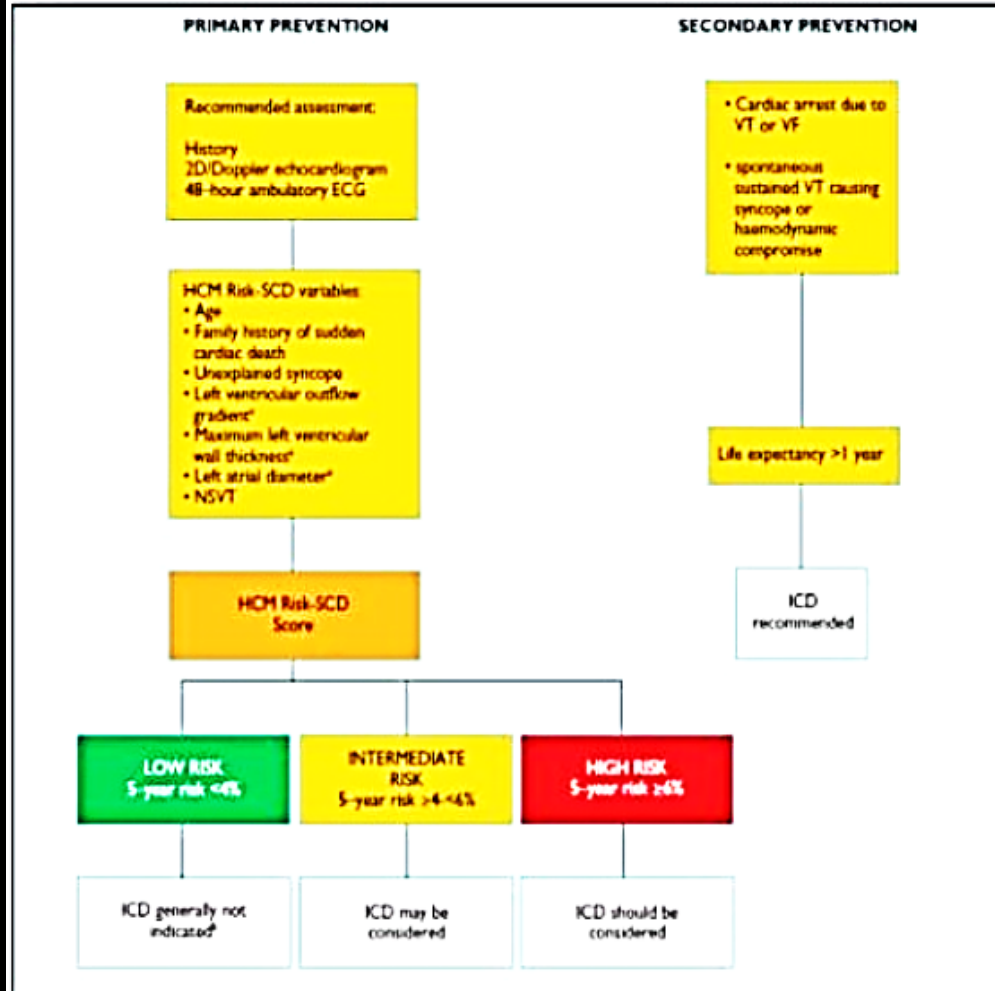 PRIMARY PREVENTION
Recommended assessment:
History
2D/Doppler echocardiogram
48-hour ambulatory ECG
HCM Risk-SCD variables
• Age
• Family history of sudden
cardiac death
• Unexplained syncope
• Left ventricular outflow
gradientª
• Maximum left ventricular
wall thicknessª
• Left atrial diameterª
• NSVT
HCM Risk-SCD
Score
LOW RISK
5-year risk <4%
INTERMEDIATE
RISK
5-year risk ≥4-<6%
HIGH RISK
5-year risk ≥6%
ICD generally not
indicatedᵇ
ICD may be
considered
ICD should be
considered
SECONDARY PREVENTION
• Cardiac arrest due to
VT or VF
• spontaneous
sustained VT causing
syncope or
haemodynamic
compromise
Life expectancy >1 year
ICD
recommended